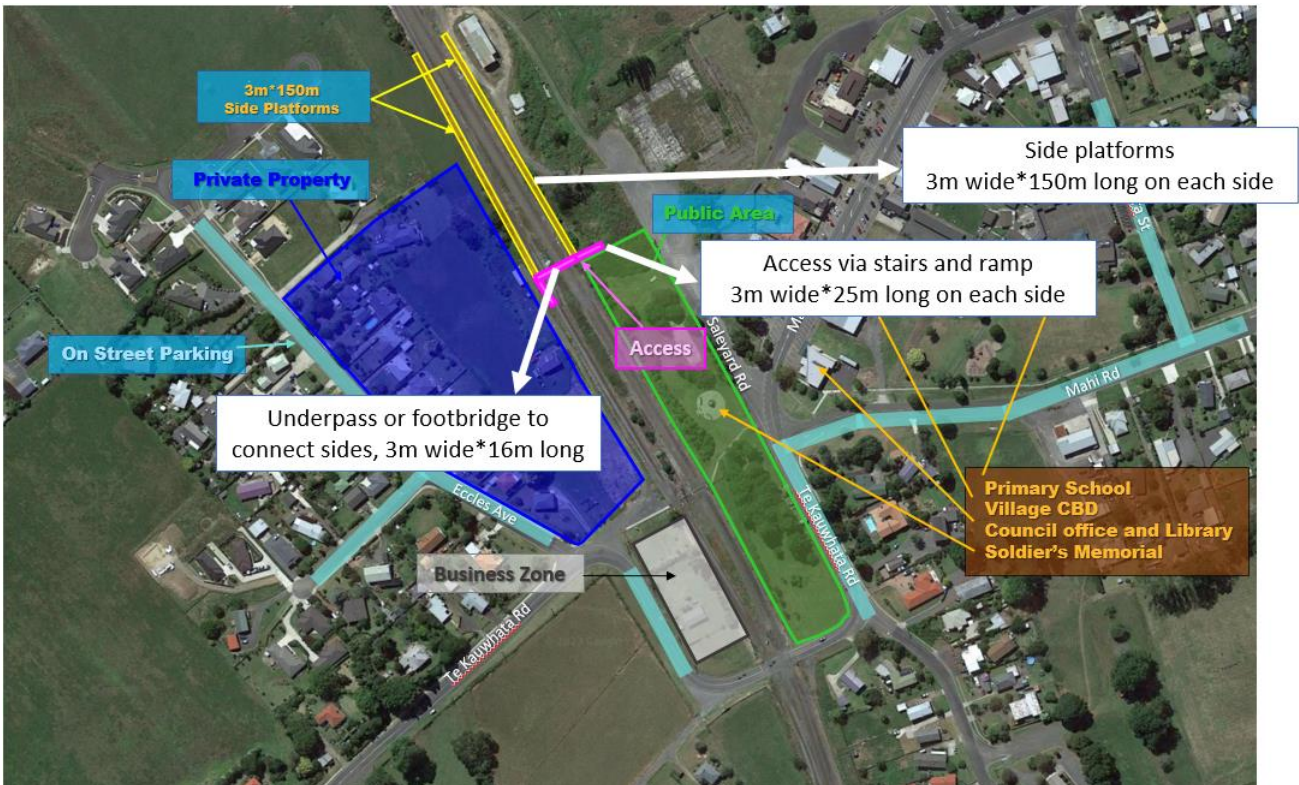 3m*150m
Side Platforms
Private Property
Side platforms
3m wide*150m long on each side
Public Area
Access via stairs and ramp
3m wide*25m long on each side
On Street Parking
Access
Saleyard Rd
Mahi Rd
Underpass or footbridge to
connect sides, 3m wide*16m long
Eccles Ave
Te Kauwhata Rd
Primary School
Village CBD
Council office and Library
Soldier's Memorial
Business Zone
Te Kauwhata Rd